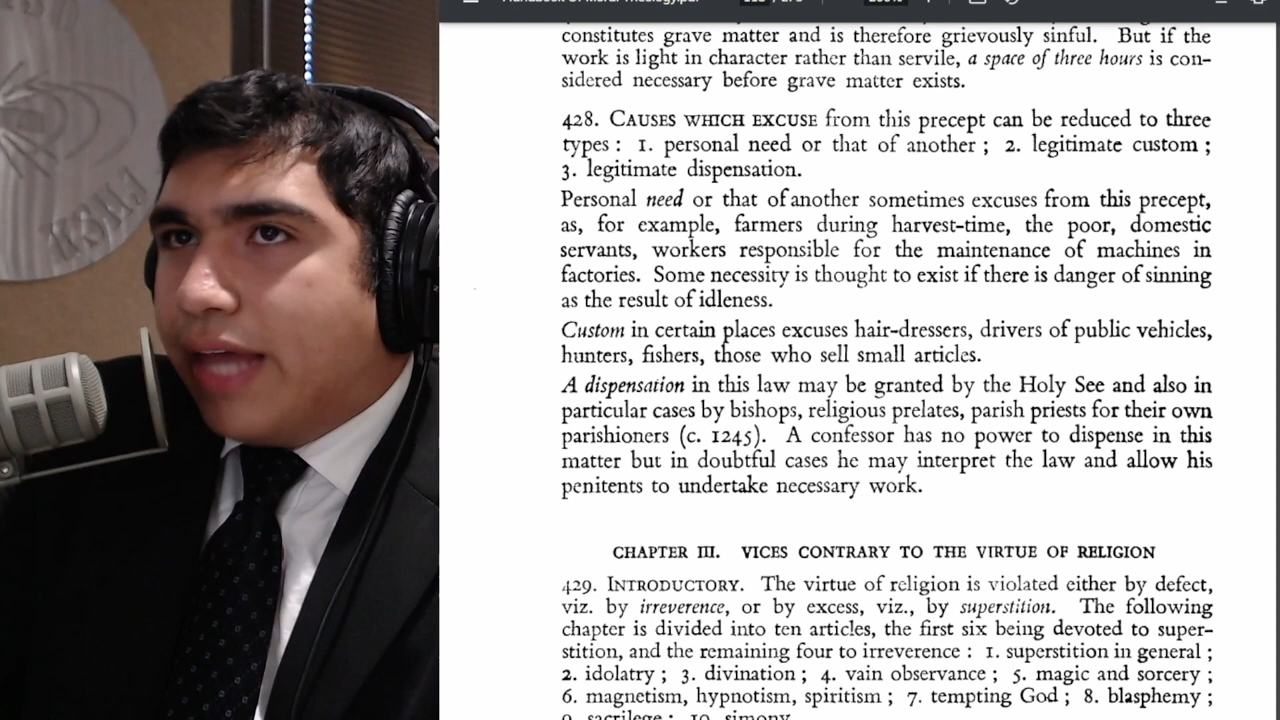 constitutes grave matter and is therefore grievously sinful. But if the
work is light in character rather than servile, a space of three hours is con-
sidered necessary before grave matter exists.
428. CAUSES WHICH EXCUSE from this precept can be reduced to three
types : 1. personal need or that of another ; 2. legitimate custom ;
3. legitimate dispensation.
Personal need or that of another sometimes excuses from this precept,
as, for example, farmers during harvest-time, the poor, domestic
servants, workers responsible for the maintenance of machines in
factories. Some necessity is thought to exist if there is danger of sinning
as the result of idleness.
Custom in certain places excuses hair-dressers, drivers of public vehicles,
hunters, fishers, those who sell small articles.
A dispensation in this law may be granted by the Holy See and also in
particular cases by bishops, religious prelates, parish priests for their own
parishioners (c. 1245). A confessor has no power to dispense in this
matter but in doubtful cases he may interpret the law and allow his
penitents to undertake necessary work.
CHAPTER III. VICES CONTRARY TO THE VIRTUE OF RELIGION
429. INTRODUCTORY. The virtue of religion is violated either by defect,
viz. by irreverence, or by excess, viz., by superstition. The following
chapter is divided into ten articles, the first six being devoted to super-
stition, and the remaining four to irreverence : 1. superstition in general ;
2. idolatry ; 3. divination ; 4. vain observance ; 5. magic and sorcery ;
6. magnetism, hypnotism, spiritism ; 7. tempting God ; 8. blasphemy ;
9. sacrilege ; 10. simony.